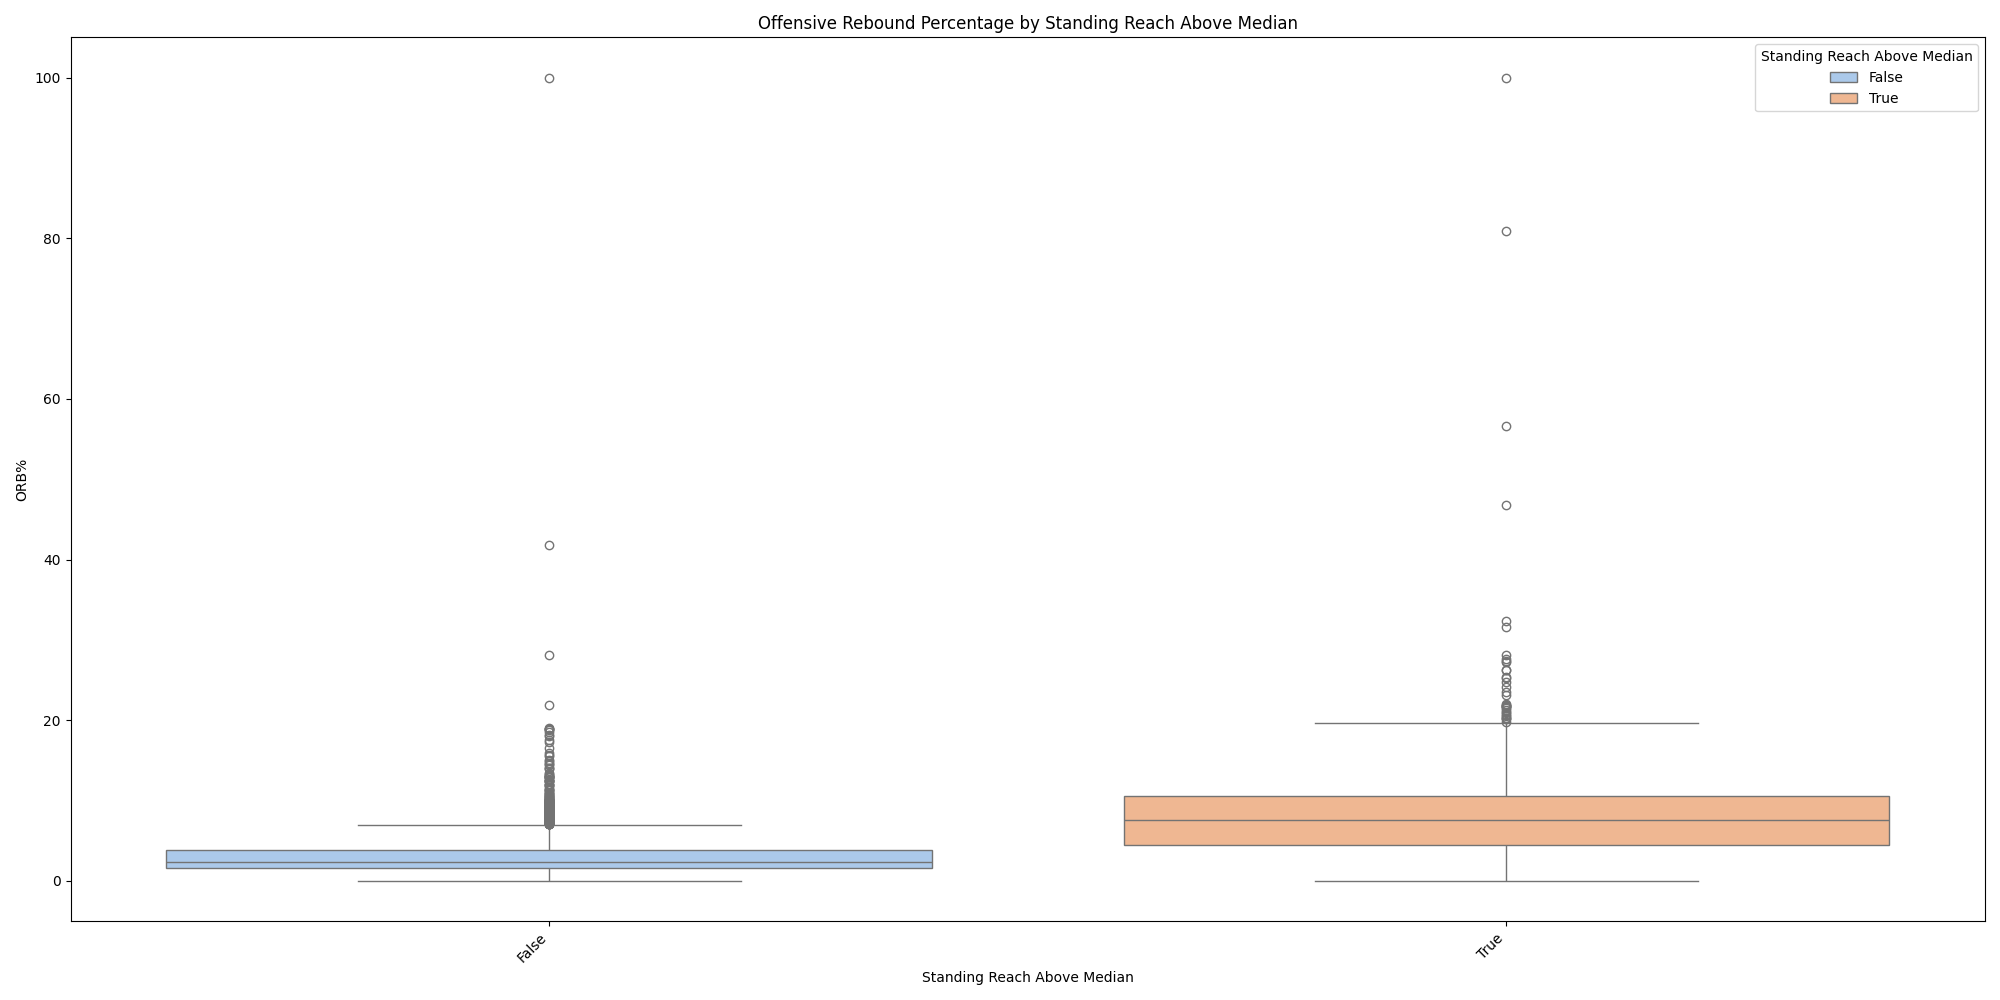 Offensive Rebound Percentage by Standing Reach Above Median
Standing Reach Above Median
False
True
100
80
60
40
20
0
ORB%
False
True
Standing Reach Above Median